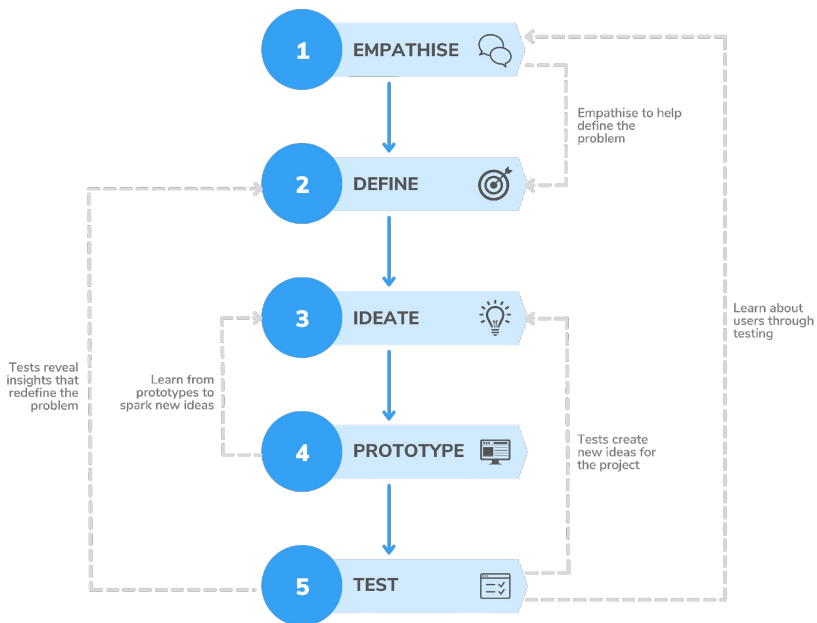 1
EMPATHISE
Empathise to help
define the
problem
2
DEFINE
3
IDEATE
Learn about
users through
testing
Tests reveal
insights that
redefine the
problem
Learn from
prototypes to
spark new ideas
4
PROTOTYPE
Tests create
new ideas for
the project
5
TEST